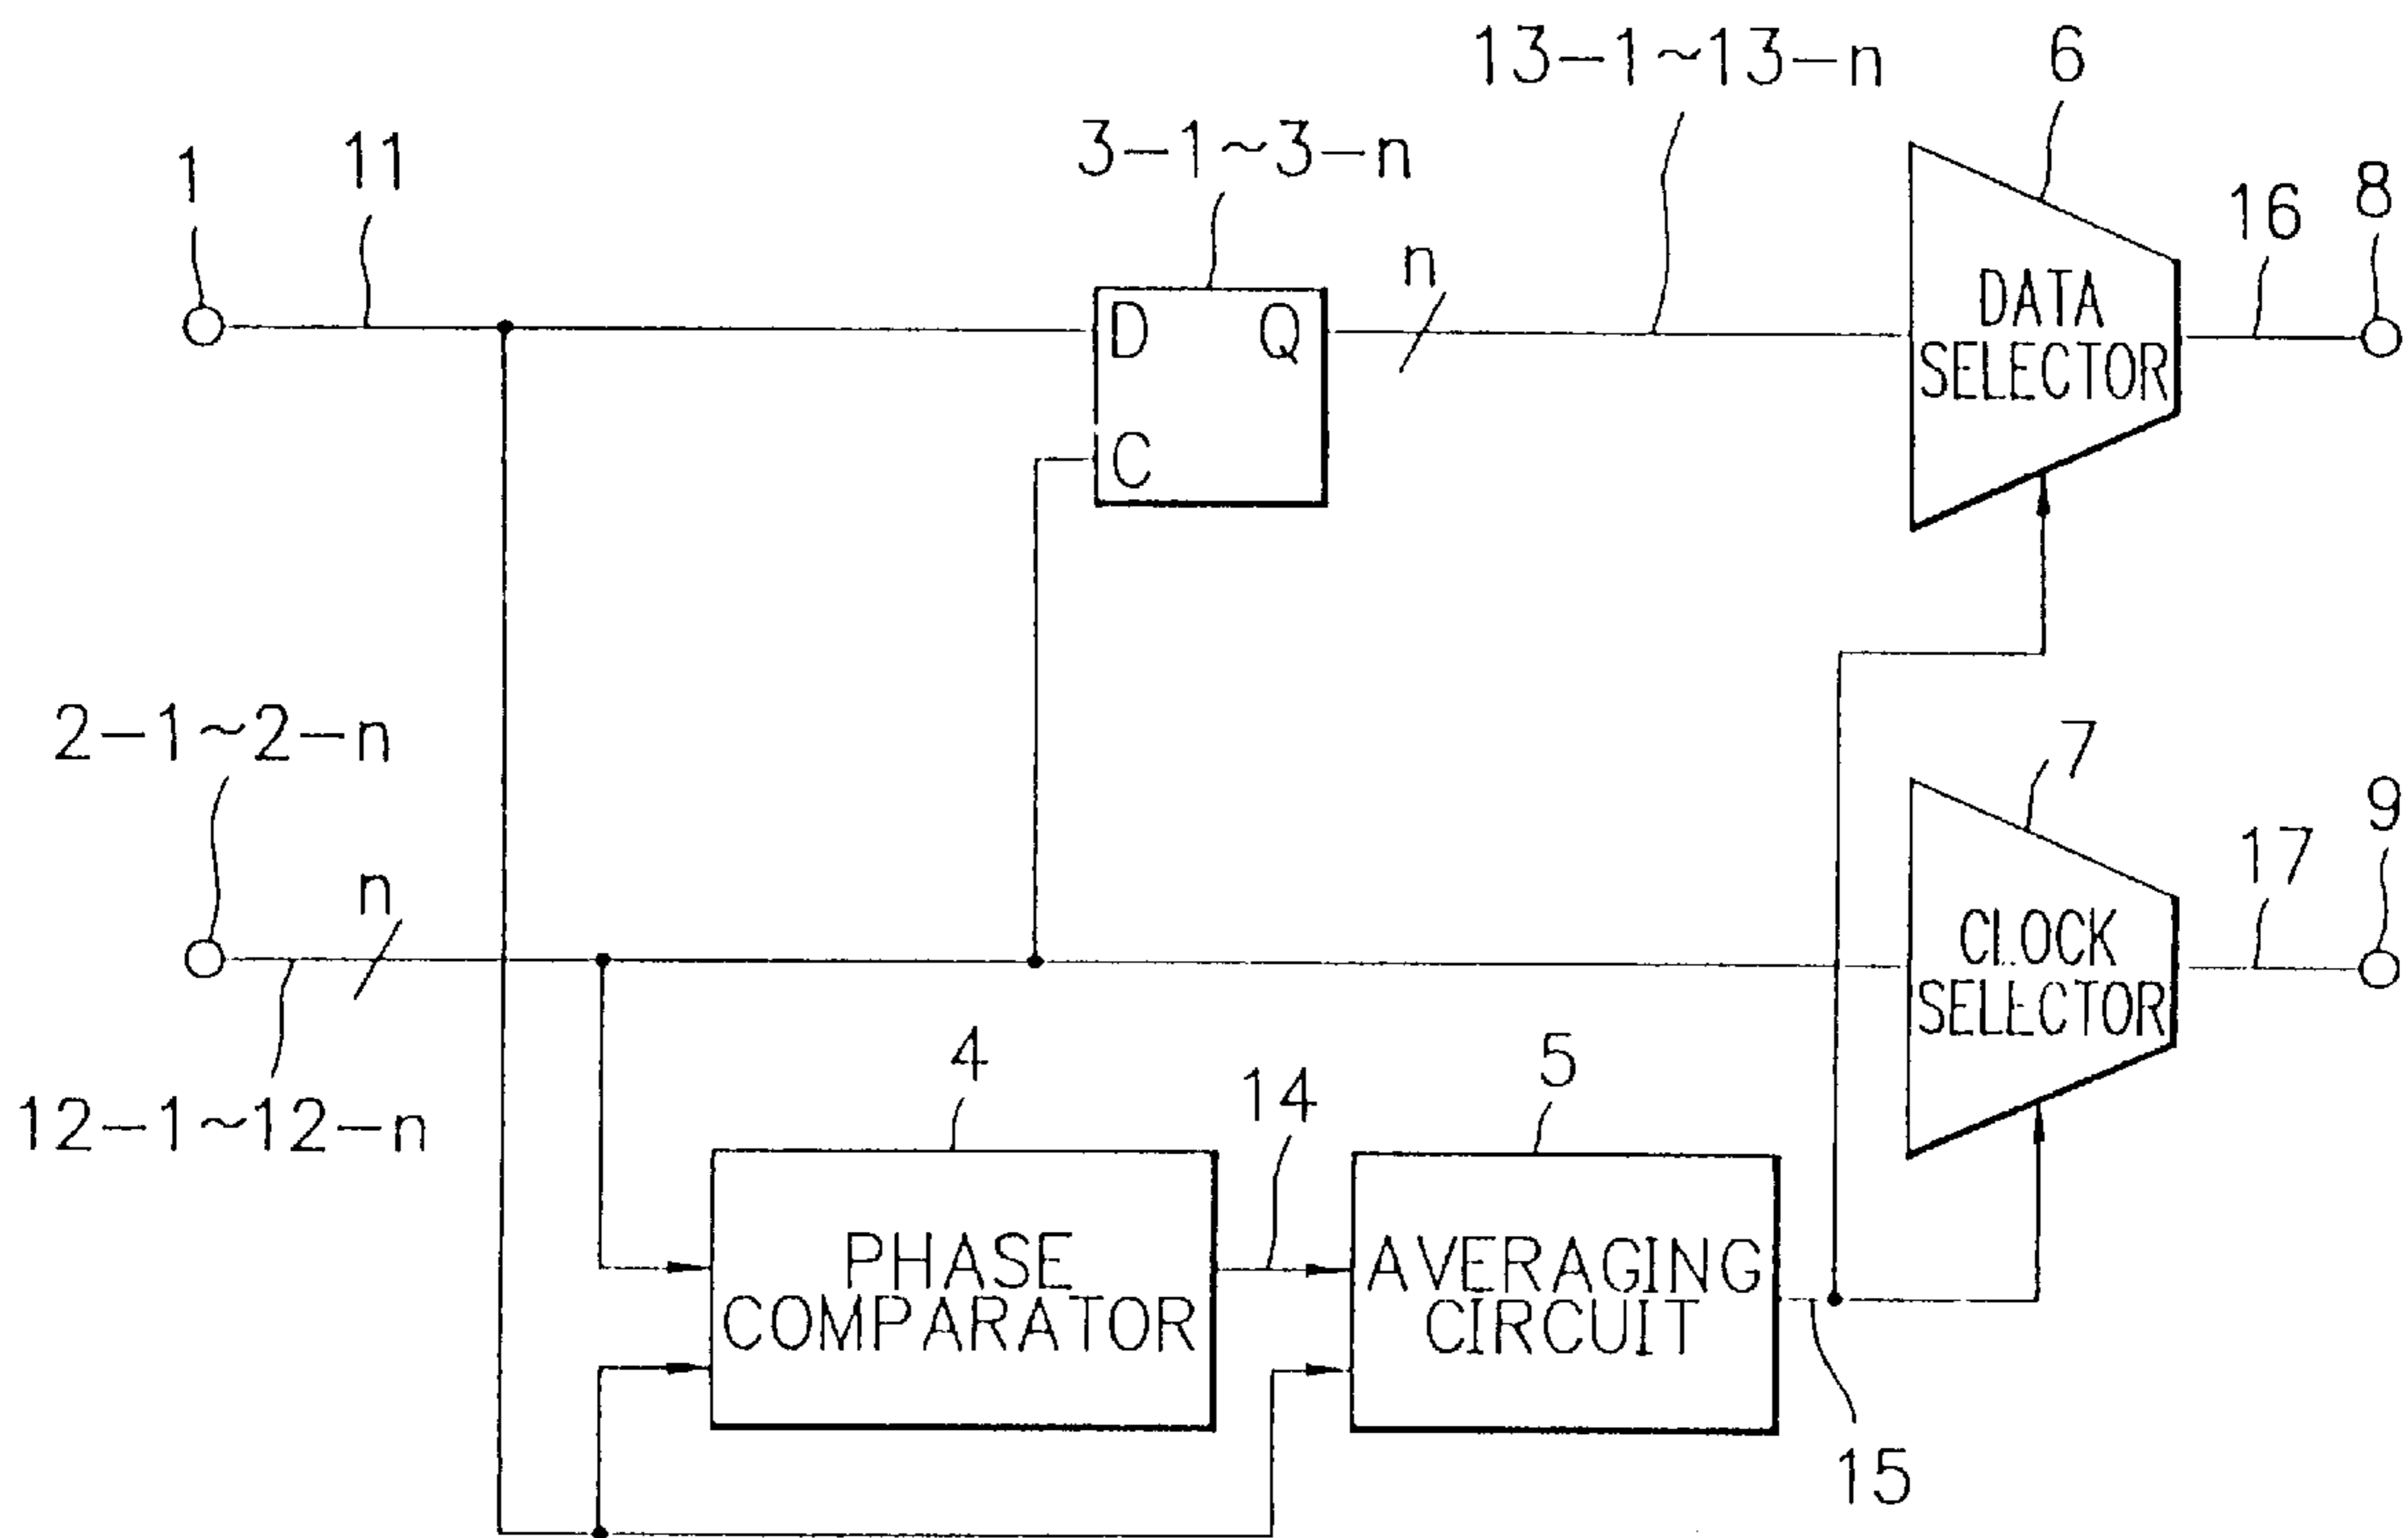 13-1~13-n
6
1
11
3-1~3-n
16
8
n
D
Q
DATA
SELECTOR
C
2-1~2-n
7
9
n
17
CLOCK
SELECTOR
12-1~12-n
4
14
5
PHASE
COMPARATOR
AVERAGING
CIRCUIT
15